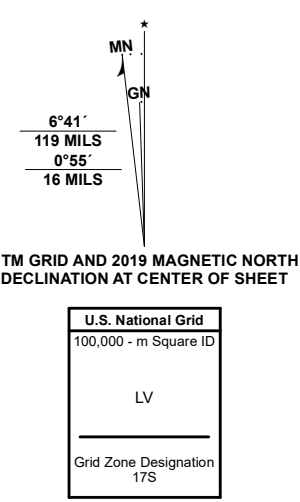 ★
MN
GN
6°41´
119 MILS
0°55´
16 MILS
TM GRID AND 2019 MAGNETIC NORTH
DECLINATION AT CENTER OF SHEET
U.S. National Grid
100,000 - m Square ID
LV
Grid Zone Designation
17S